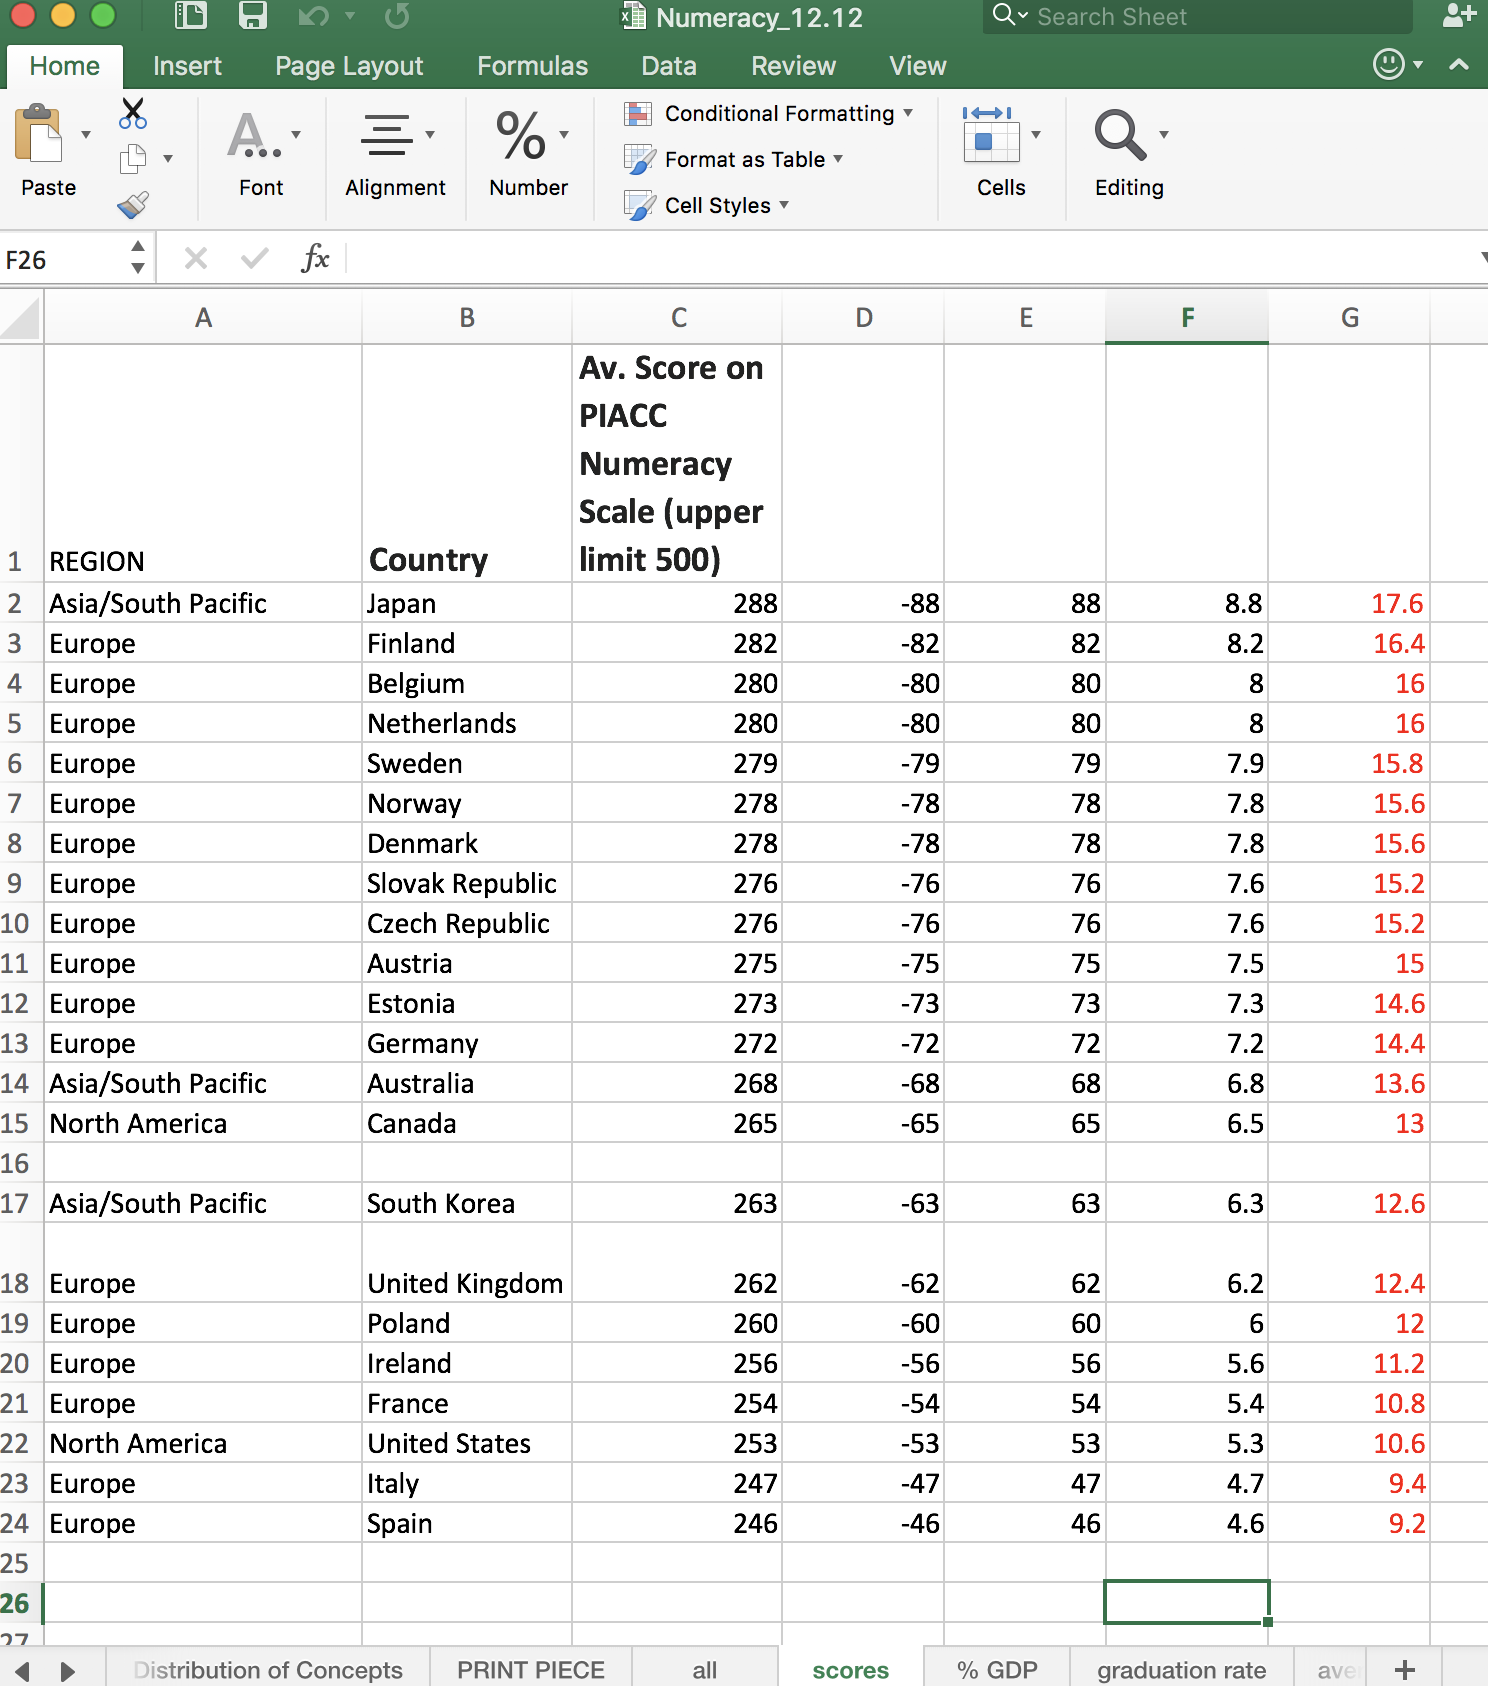 Numeracy_12.12
Search Sheet
Home Insert Page Layout Formulas Data Review View
Paste Font Alignment Number Conditional Formatting Format as Table Cell Styles Cells Editing
F26 fx
A B C D E F G
1 REGION Country Av. Score on
PIACC
Numeracy
Scale (upper
limit 500)
2 Asia/South Pacific Japan 288 -88 88 8.8 17.6
3 Europe Finland 282 -82 82 8.2 16.4
4 Europe Belgium 280 -80 80 8 16
5 Europe Netherlands 280 -80 80 8 16
6 Europe Sweden 279 -79 79 7.9 15.8
7 Europe Norway 278 -78 78 7.8 15.6
8 Europe Denmark 278 -78 78 7.8 15.6
9 Europe Slovak Republic 276 -76 76 7.6 15.2
10 Europe Czech Republic 276 -76 76 7.6 15.2
11 Europe Austria 275 -75 75 7.5 15
12 Europe Estonia 273 -73 73 7.3 14.6
13 Europe Germany 272 -72 72 7.2 14.4
14 Asia/South Pacific Australia 268 -68 68 6.8 13.6
15 North America Canada 265 -65 65 6.5 13
16
17 Asia/South Pacific South Korea 263 -63 63 6.3 12.6
18 Europe United Kingdom 262 -62 62 6.2 12.4
19 Europe Poland 260 -60 60 6 12
20 Europe Ireland 256 -56 56 5.6 11.2
21 Europe France 254 -54 54 5.4 10.8
22 North America United States 253 -53 53 5.3 10.6
23 Europe Italy 247 -47 47 4.7 9.4
24 Europe Spain 246 -46 46 4.6 9.2
25
26
27
Distribution of Concepts PRINT PIECE all scores % GDP graduation rate ave +